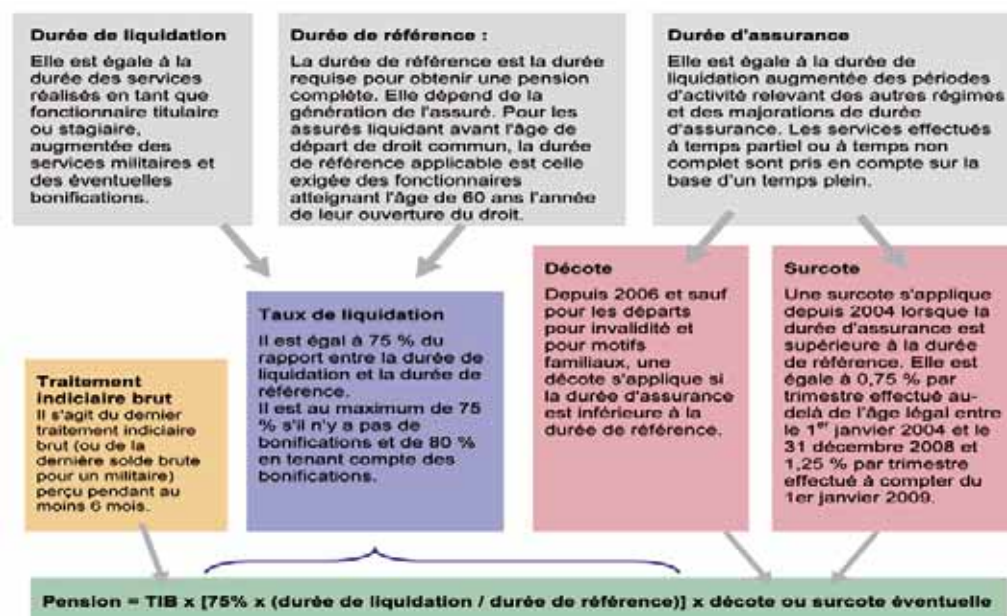 Durée de liquidation
Elle est égale à la
durée des services
réalisés en tant que
fonctionnaire titulaire
ou stagiaire,
augmentée des
services militaires et
des éventuelles
bonifications.
Durée de référence :
La durée de référence est la durée
requise pour obtenir une pension
complète. Elle dépend de la
génération de l'assuré. Pour les
assurés liquidant avant l'âge de
départ de droit commun, la durée
de référence applicable est celle
exigée des fonctionnaires
atteignant l'âge de 60 ans l'année
de leur ouverture du droit.
Durée d'assurance
Elle est égale à la durée de
liquidation augmentée des périodes
d'activité relevant des autres régimes
et des majorations de durée
d'assurance. Les services effectués
à temps partiel ou à temps non
complet sont pris en compte sur la
base d'un temps plein.
Traitement
indiciaire brut
Il s'agit du dernier
traitement indiciaire
brut (ou de la
dernière solde brute
pour un militaire)
perçu pendant au
moins 6 mois.
Taux de liquidation
Il est égal à 75 % du
rapport entre la durée de
liquidation et la durée de
référence.
Il est au maximum de 75
% s'il n'y a pas de
bonifications et de 80 %
en tenant compte des
bonifications.
Décote
Depuis 2006 et sauf
pour les départs
pour invalidité et
pour motifs
familiaux, une
décote s'applique si
la durée d'assurance
est inférieure à la
durée de référence.
Surcote
Une surcote s'applique
depuis 2004 lorsque la
durée d'assurance est
supérieure à la durée
de référence. Elle est
égale à 0,75 % par
trimestre effectué au-
delà de l'âge légal entre
le 1er janvier 2004 et le
31 décembre 2008 et
1,25 % par trimestre
effectué à compter du
1er janvier 2009.
Pension = TIB x [75% x (durée de liquidation / durée de référence)] x décote ou surcote éventuelle